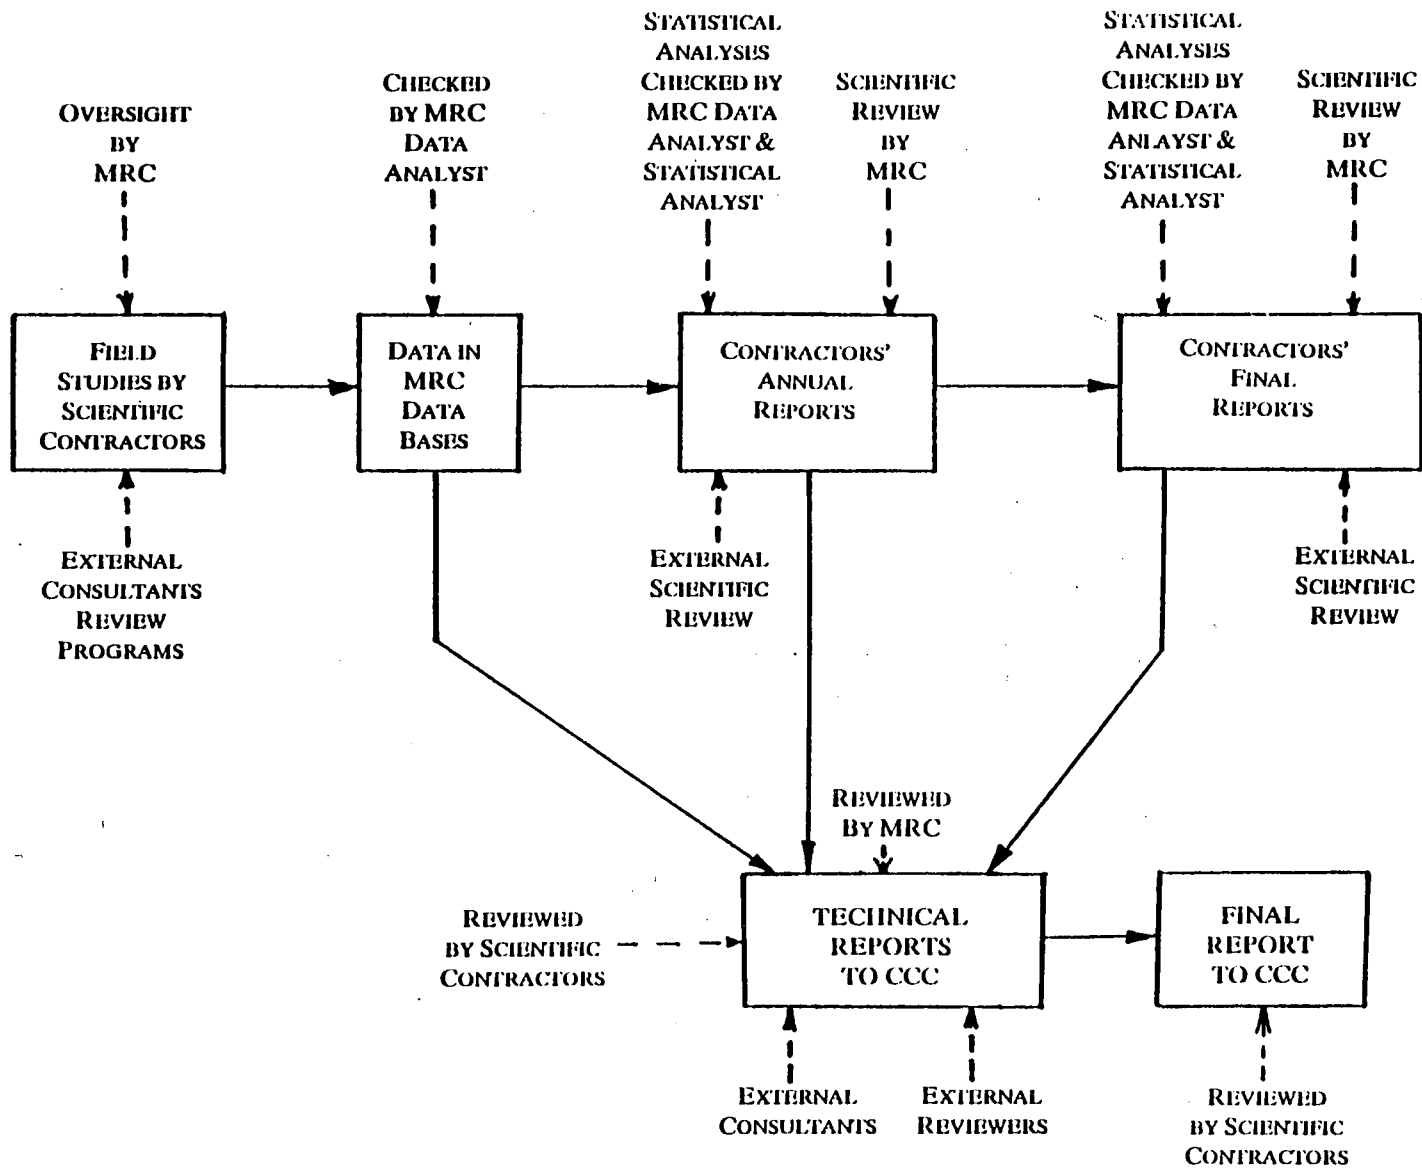 OVERSIGHT
BY
MRC
CHECKED
BY MRC
DATA
ANALYST
STATISTICAL
ANALYSES
CHECKED BY
MRC DATA
ANALYST &
STATISTICAL
ANALYST
SCIENTIFIC
REVIEW
BY
MRC
STATISTICAL
ANALYSES
CHECKED BY
MRC DATA
ANLAYST &
STATISTICAL
ANALYST
SCIENTIFIC
REVIEW
BY
MRC
FIELD
STUDIES BY
SCIENTIFIC
CONTRACTORS
DATA IN
MRC
DATA
BASES
CONTRACTORS'
ANNUAL
REPORTS
CONTRACTORS'
FINAL
REPORTS
EXTERNAL
CONSULTANTS
REVIEW
PROGRAMS
EXTERNAL
SCIENTIFIC
REVIEW
EXTERNAL
SCIENTIFIC
REVIEW
REVIEWED
BY MRC
REVIEWED
BY SCIENTIFIC
CONTRACTORS
TECHNICAL
REPORTS
TO CCC
FINAL
REPORT
TO CCC
EXTERNAL
CONSULTANTS
EXTERNAL
REVIEWERS
REVIEWED
BY SCIENTIFIC
CONTRACTORS